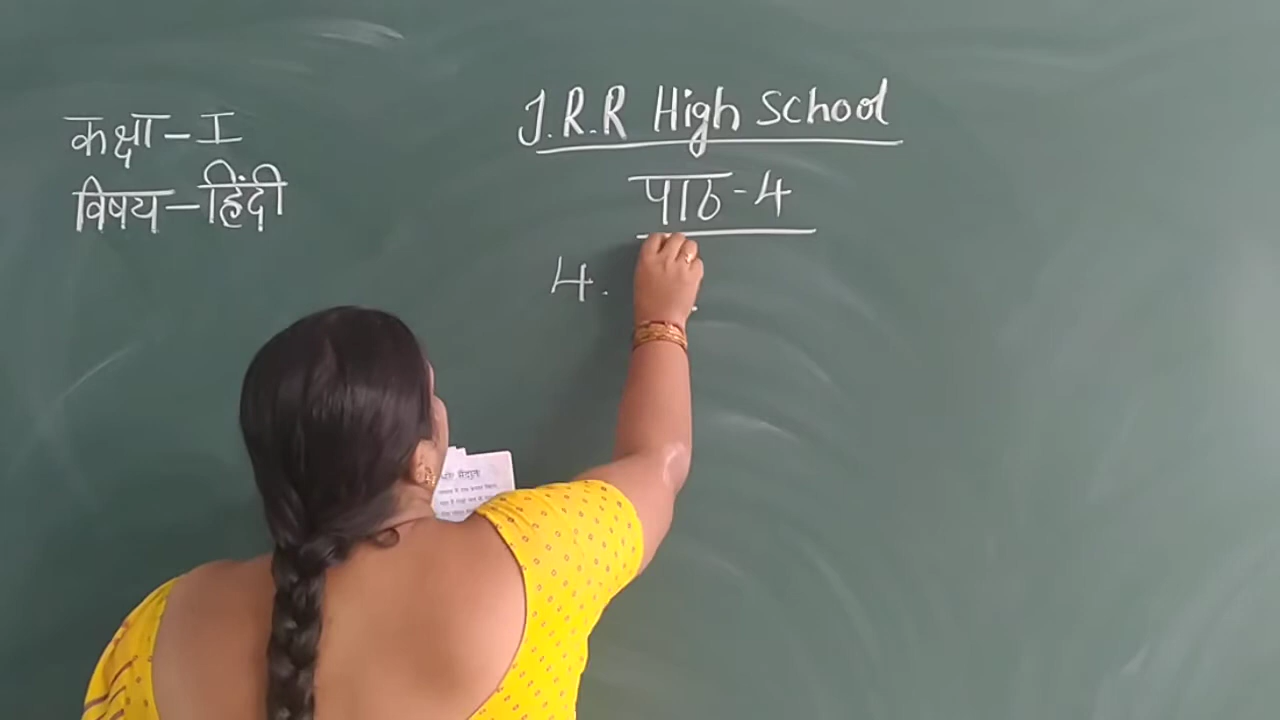 J.R.R High School
कक्षा - I
विषय - हिंदी
पाठ - 4
4.